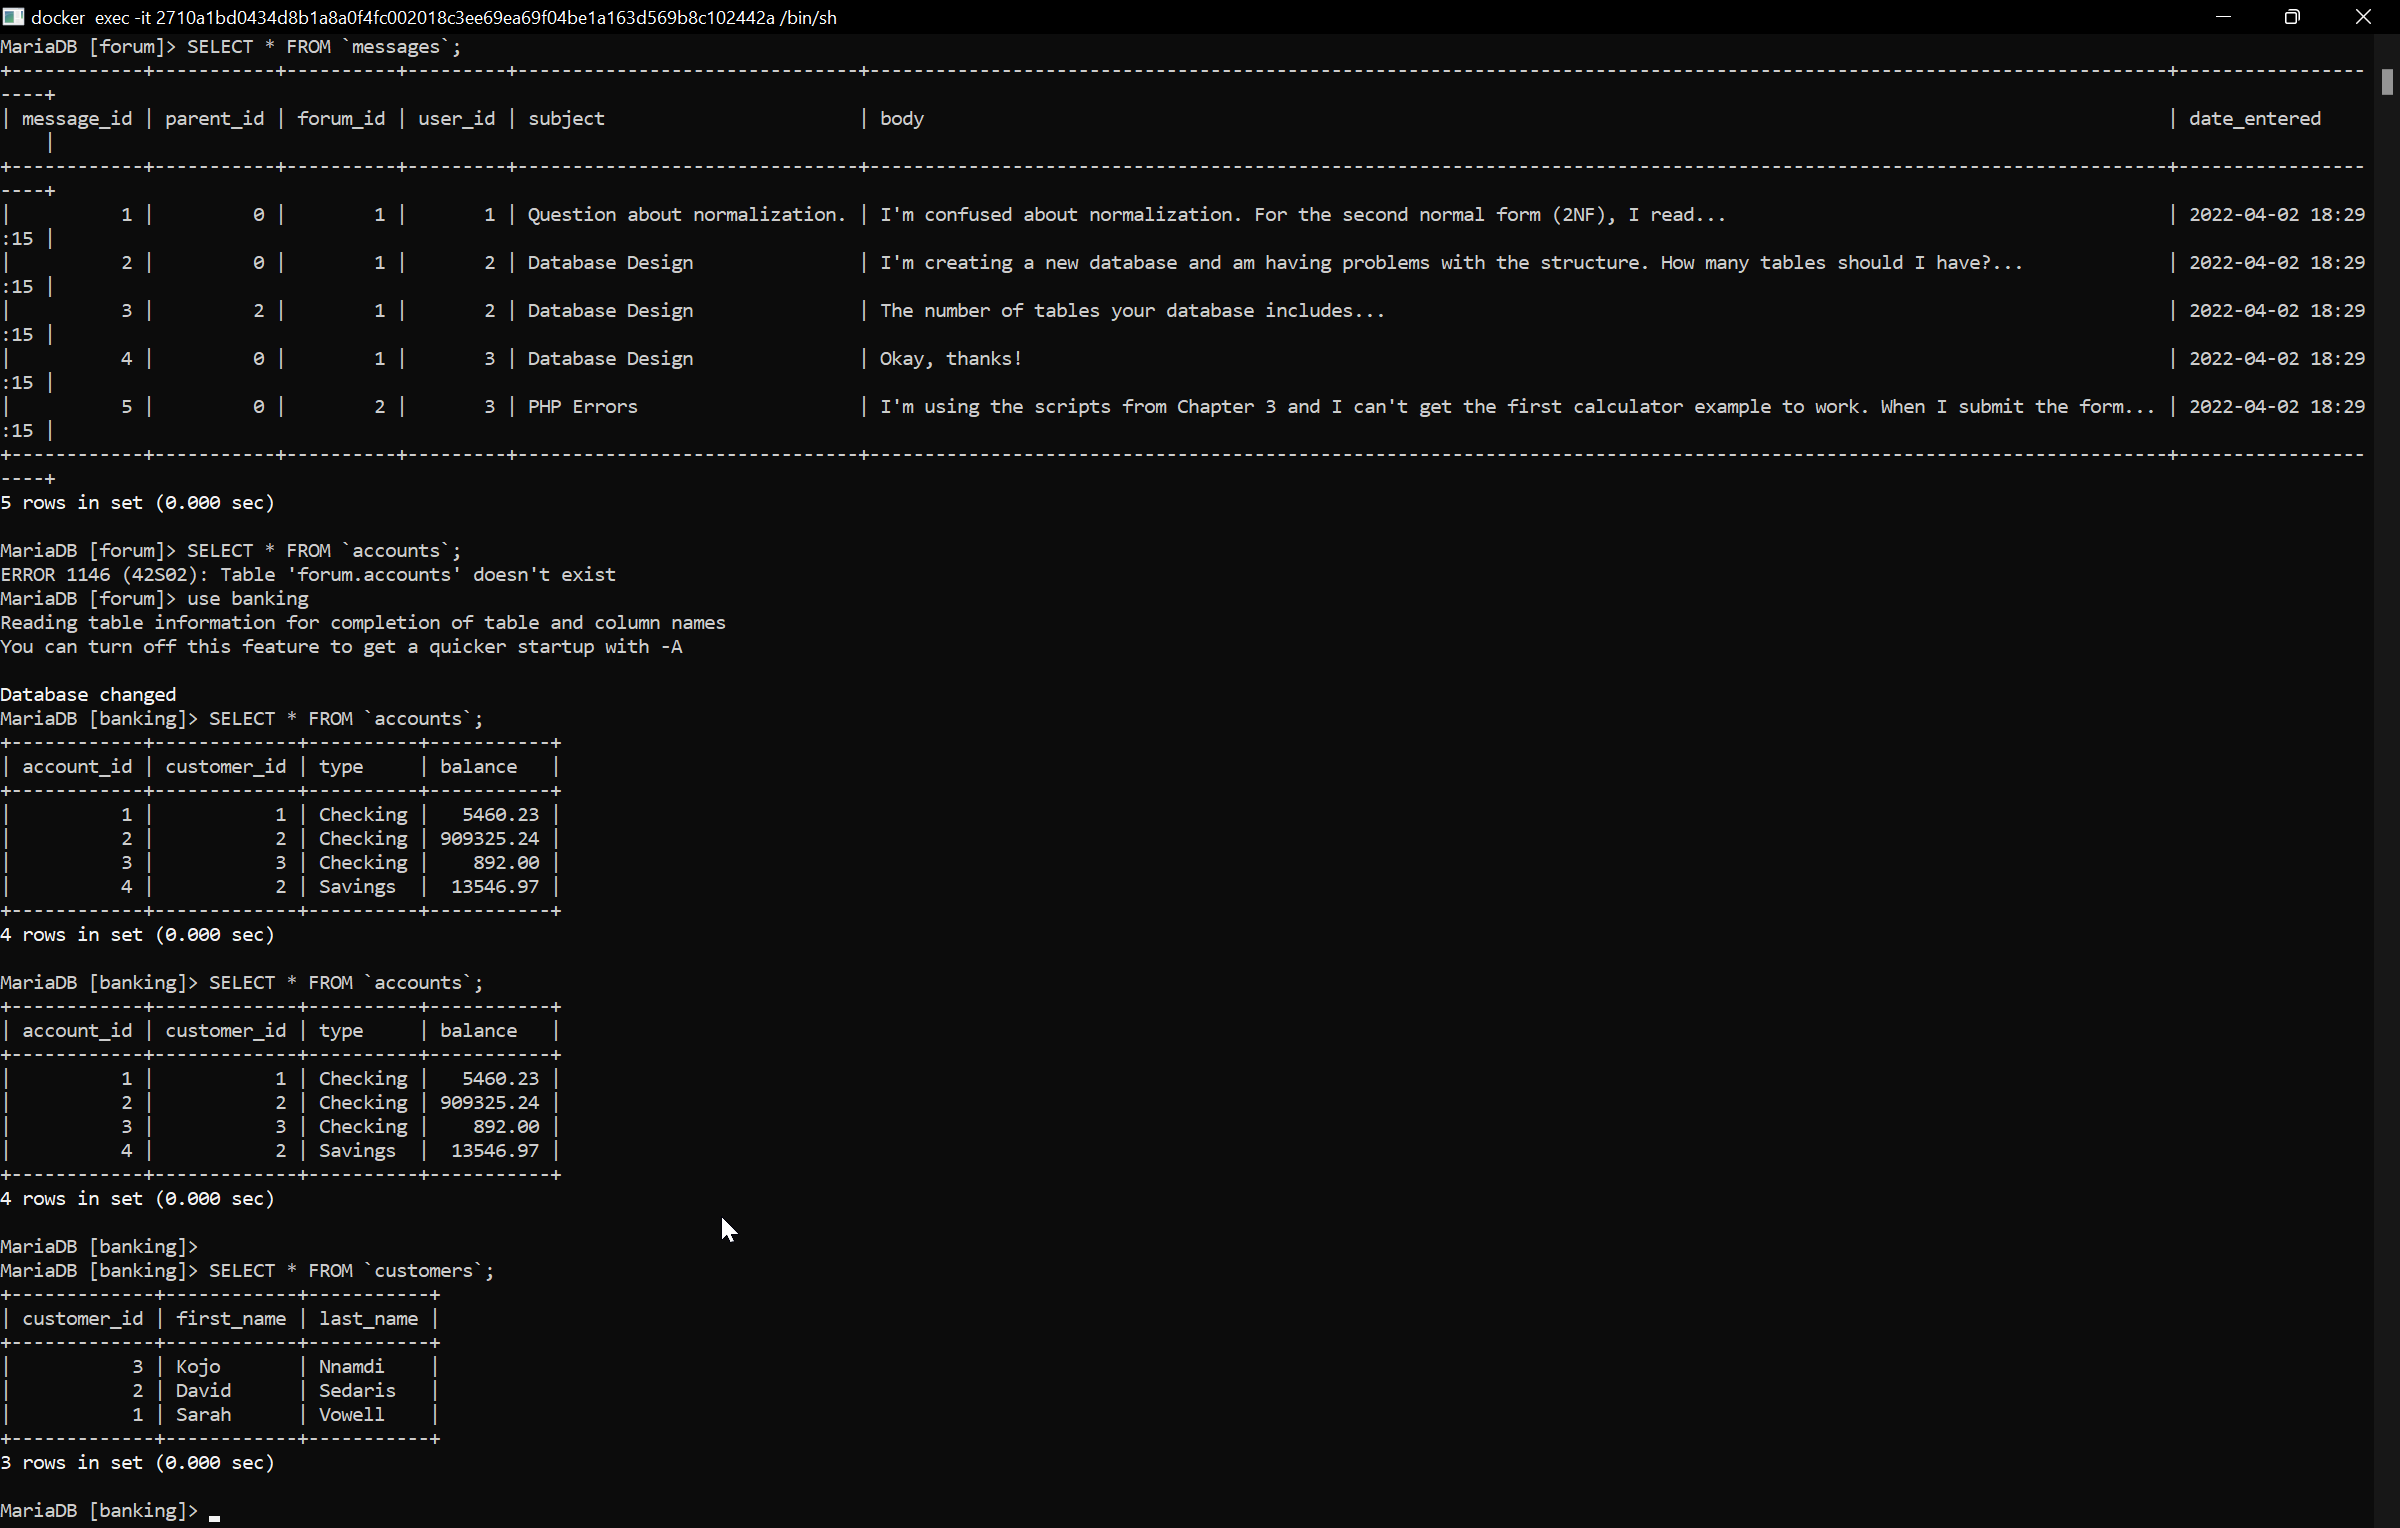 docker exec -it 2710a1bd0434d8b1a8a0f4fc002018c3ee69ea69f04be1a163d569b8c102442a /bin/sh
MariaDB [forum]> SELECT * FROM `messages`;
+------------+-----------+----------+---------+-------------------------------+----------------------------------------------------------------------------------------------------------------------+-----------------
----+
| message_id | parent_id | forum_id | user_id | subject                       | body                                                                                                                 | date_entered
    |
+------------+-----------+----------+---------+-------------------------------+----------------------------------------------------------------------------------------------------------------------+-----------------
----+
|          1 |         0 |        1 |       1 | Question about normalization. | I'm confused about normalization. For the second normal form (2NF), I read...                                        | 2022-04-02 18:29
:15 |
|          2 |         0 |        1 |       2 | Database Design               | I'm creating a new database and am having problems with the structure. How many tables should I have?...             | 2022-04-02 18:29
:15 |
|          3 |         2 |        1 |       2 | Database Design               | The number of tables your database includes...                                                                       | 2022-04-02 18:29
:15 |
|          4 |         0 |        1 |       3 | Database Design               | Okay, thanks!                                                                                                        | 2022-04-02 18:29
:15 |
|          5 |         0 |        2 |       3 | PHP Errors                    | I'm using the scripts from Chapter 3 and I can't get the first calculator example to work. When I submit the form... | 2022-04-02 18:29
:15 |
+------------+-----------+----------+---------+-------------------------------+----------------------------------------------------------------------------------------------------------------------+-----------------
----+
5 rows in set (0.000 sec)

MariaDB [forum]> SELECT * FROM `accounts`;
ERROR 1146 (42S02): Table 'forum.accounts' doesn't exist
MariaDB [forum]> use banking
Reading table information for completion of table and column names
You can turn off this feature to get a quicker startup with -A

Database changed
MariaDB [banking]> SELECT * FROM `accounts`;
+------------+-------------+----------+-----------+
| account_id | customer_id | type     | balance   |
+------------+-------------+----------+-----------+
|          1 |           1 | Checking |   5460.23 |
|          2 |           2 | Checking | 909325.24 |
|          3 |           3 | Checking |    892.00 |
|          4 |           2 | Savings  |  13546.97 |
+------------+-------------+----------+-----------+
4 rows in set (0.000 sec)

MariaDB [banking]> SELECT * FROM `accounts`;
+------------+-------------+----------+-----------+
| account_id | customer_id | type     | balance   |
+------------+-------------+----------+-----------+
|          1 |           1 | Checking |   5460.23 |
|          2 |           2 | Checking | 909325.24 |
|          3 |           3 | Checking |    892.00 |
|          4 |           2 | Savings  |  13546.97 |
+------------+-------------+----------+-----------+
4 rows in set (0.000 sec)

MariaDB [banking]>
MariaDB [banking]> SELECT * FROM `customers`;
+-------------+------------+-----------+
| customer_id | first_name | last_name |
+-------------+------------+-----------+
|           3 | Kojo       | Nnamdi    |
|           2 | David      | Sedaris   |
|           1 | Sarah      | Vowell    |
+-------------+------------+-----------+
3 rows in set (0.000 sec)

MariaDB [banking]>